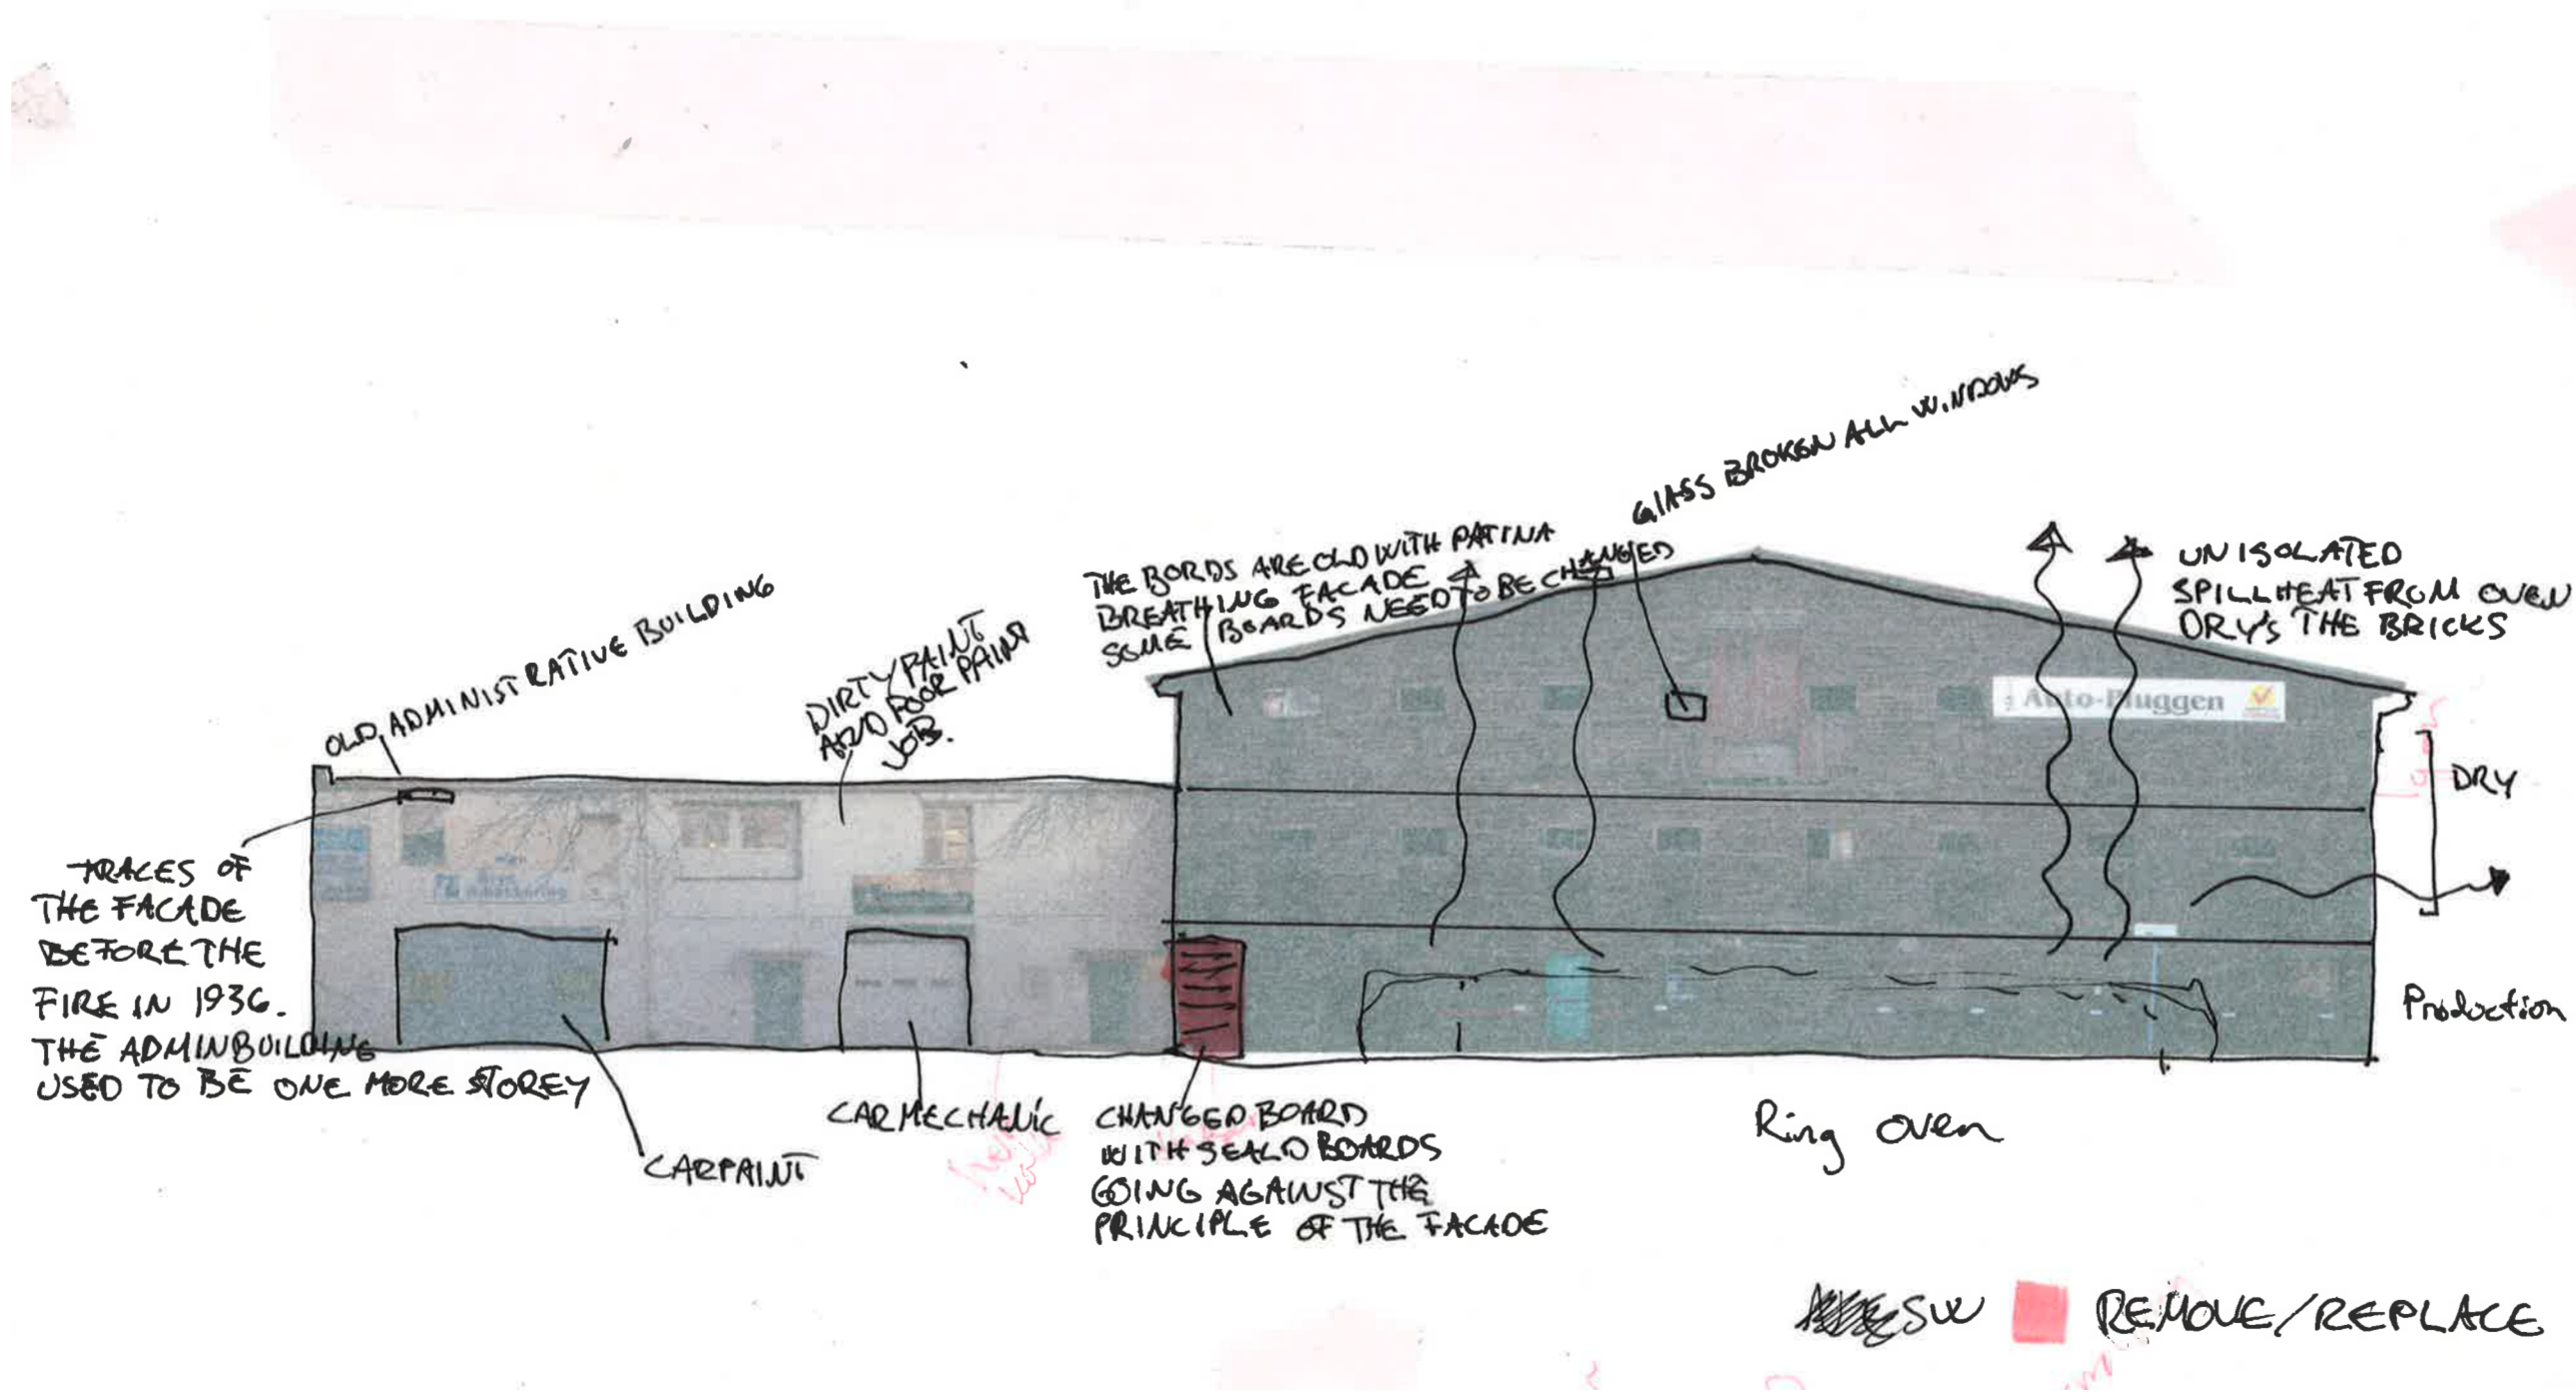 GLASS BROKEN ALL WINDOWS
THE BORDS ARE OLD WITH PATINA
BREATHING FACADE
SOME BOARDS NEED TO BE CHANGED
UNISOLATED
SPILLHEAT FROM OVEN
DRY'S THE BRICKS
OLD ADMINISTRATIVE BUILDING
DIRTY PAINT
AND POOR PAINT
JOB.
Auto-Pluggen
DRY
TRACES OF
THE FACADE
BEFORE THE
FIRE IN 1936.
THE ADMINBUILDING
USED TO BE ONE MORE STOREY
Production
CARPAINT
CARMECHANIC
CHANGED BOARD
WITH SEALD BOARDS
GOING AGAINST THE
PRINCIPLE OF THE FACADE
Ring oven
SW
REMOVE/REPLACE